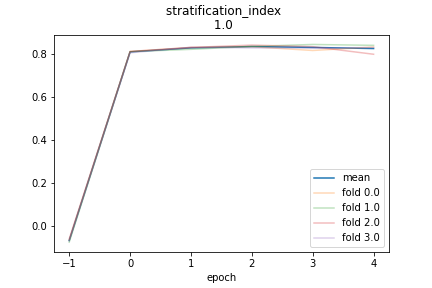 stratification_index
1.0
0.8
0.6
0.4
0.2
0.0
mean
fold 0.0
fold 1.0
fold 2.0
fold 3.0
−1
0
1
2
3
4
epoch